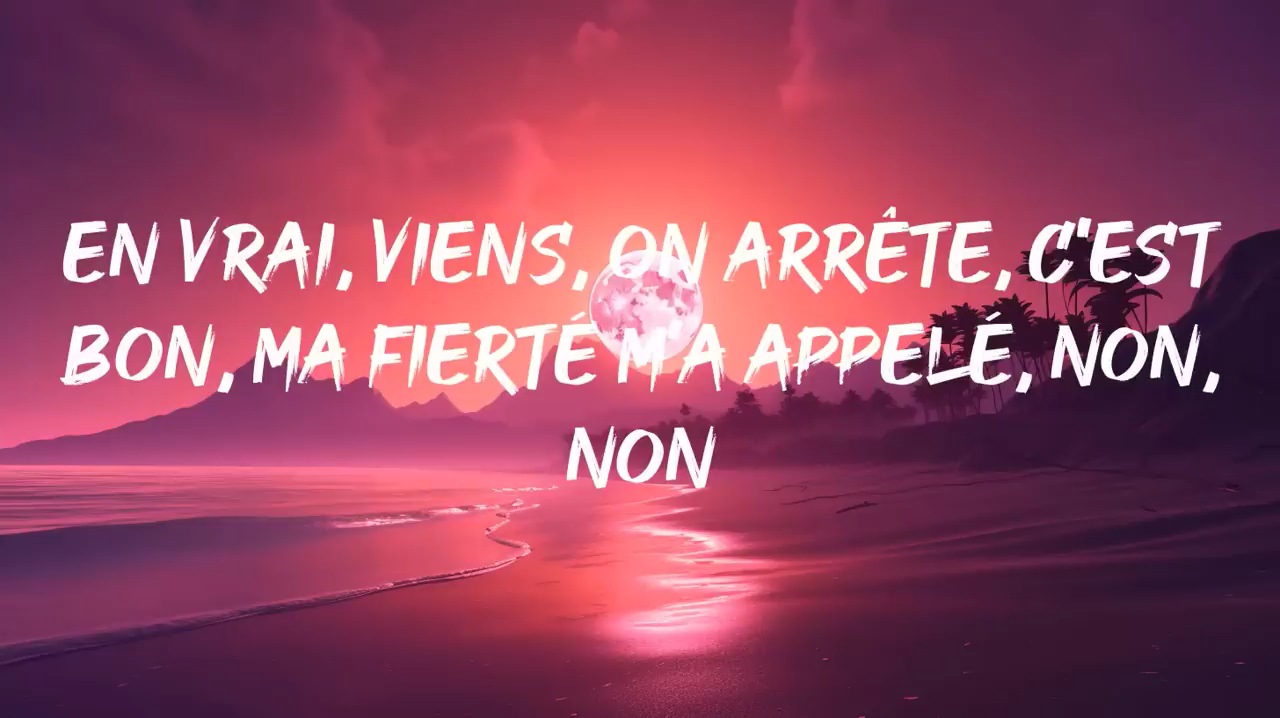 EN VRAI, VIENS, ON ARRÊTE, C'EST
BON, MA FIERTÉ M A APPELÉ, NON,
NON